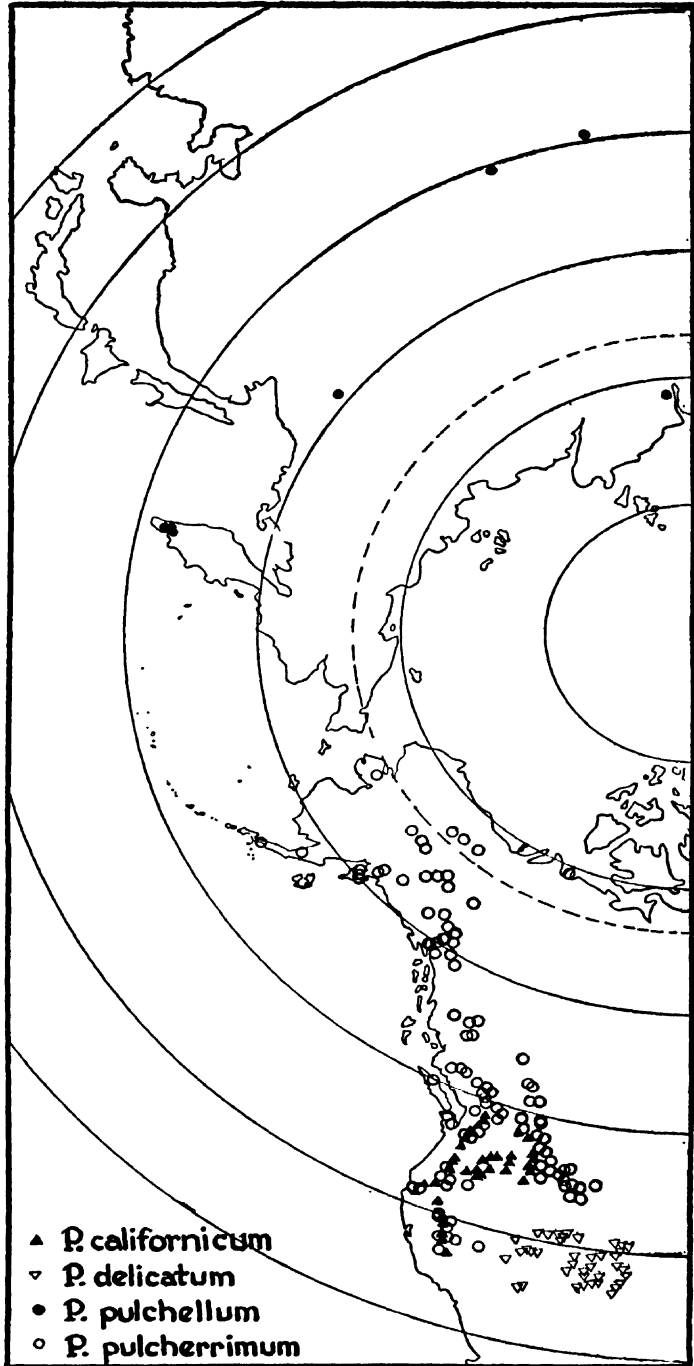 ▲ P. californicum
▽ P. delicatum
● P. pulchellum
○ P. pulcherrimum